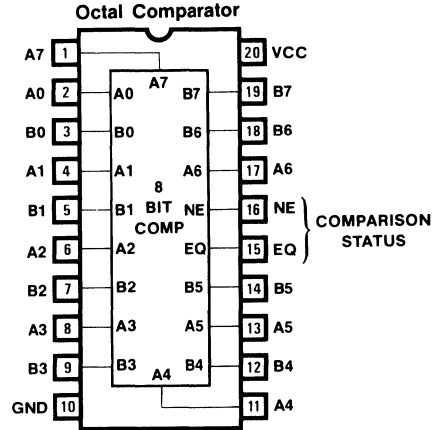 Octal Comparator
A7 1 20 VCC
A7
A0 2 A0 B7 19 B7
B0 3 B0 B6 18 B6
A1 4 A1 A6 17 A6
8
B1 5 B1 BIT NE 16 NE
COMP
COMPARISON
STATUS
A2 6 A2 EQ 15 EQ
B2 7 B2 B5 14 B5
A3 8 A3 A5 13 A5
B3 9 B3 B4 12 B4
A4
GND 10 11 A4